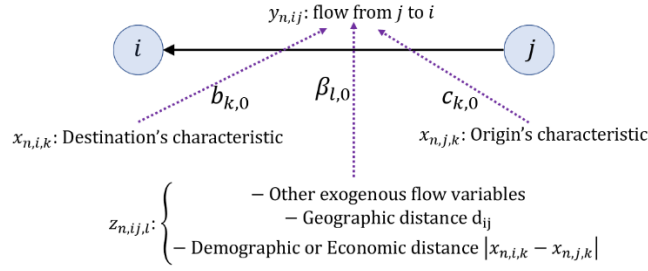 y_{n,ij}: flow from j to i
i
j
b_{k,0}
β_{l,0}
c_{k,0}
x_{n,i,k}: Destination's characteristic
x_{n,j,k}: Origin's characteristic
− Other exogenous flow variables
z_{n,ij,l}: { − Geographic distance d_{ij}
− Demographic or Economic distance |x_{n,i,k} − x_{n,j,k}|